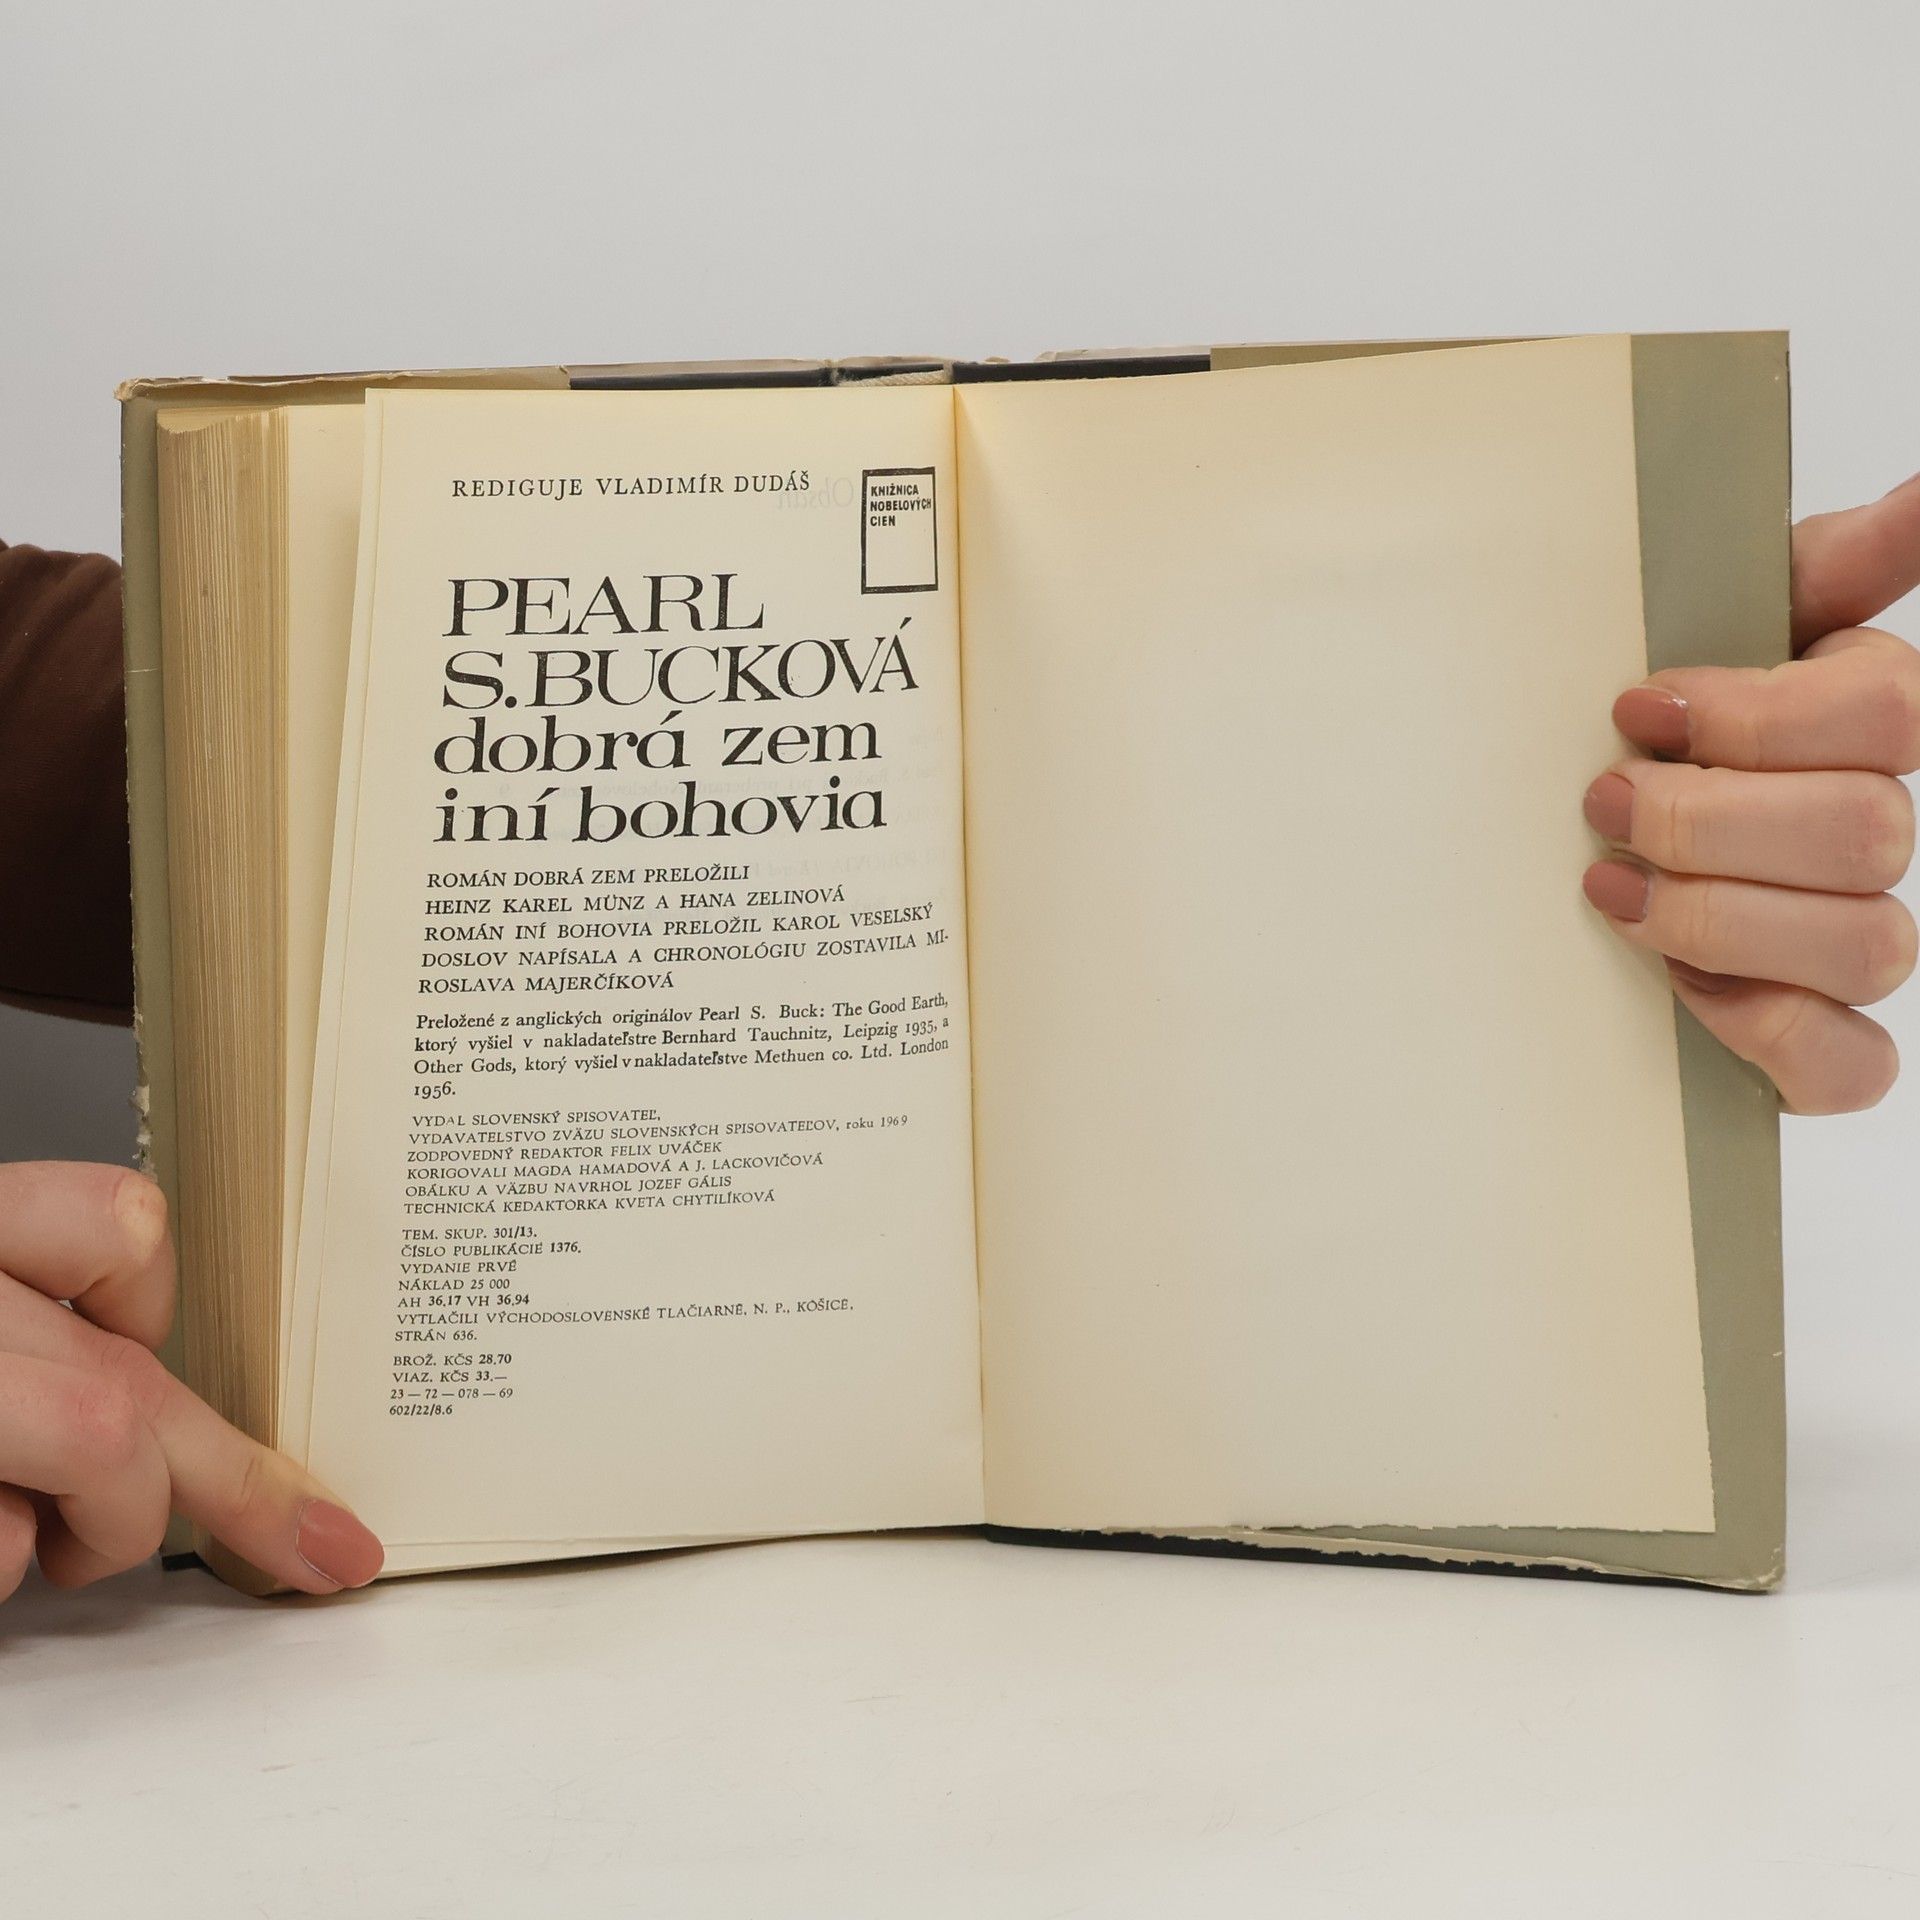 REDIGUJE VLADIMÍR DUDÁŠ
KNIŽNICA
NOBELOVÝCH
CIEN
PEARL
S. BUCKOVÁ
dobrá zem
iní bohovia
ROMÁN DOBRÁ ZEM PRELOŽILI
HEINZ KAREL MÜNZ A HANA ZELINOVÁ
ROMÁN INÍ BOHOVIA PRELOŽIL KAROL VESELSKÝ
DOSLOV NAPÍSALA A CHRONOLÓGIU ZOSTAVILA MI-
ROSLAVA MAJERČÍKOVÁ
Preložené z anglických originálov Pearl S. Buck: The Good Earth,
ktorý vyšiel v nakladateľstre Bernhard Tauchnitz, Leipzig 1935, a
Other Gods, ktorý vyšiel v nakladateľstve Methuen co. Ltd. London
1956.
VYDAL SLOVENSKÝ SPISOVATEĽ,
VYDAVATELSTVO ZVÄZU SLOVENSKÝCH SPISOVATEĽOV, roku 1969
ZODPOVEDNÝ REDAKTOR FELIX UVÁČEK
KORIGOVALI MAGDA HAMADOVÁ A J. LACKOVIČOVÁ
OBÁLKU A VÄZBU NAVRHOL JOZEF GÁLIS
TECHNICKÁ KEDAKTORKA KVETA CHYTILÍKOVÁ
TEM. SKUP. 301/13.
ČÍSLO PUBLIKÁCIE 1376.
VYDANIE PRVÉ
NÁKLAD 25 000
AH 36,17 VH 36,94
VYTLAČILI VÝCHODOSLOVENSKÉ TLAČIARNE, N. P., KOŠICE,
STRÁN 636.
BROŽ. KČS 28,70
VIAZ. KČS 33,—
23 — 72 — 078 — 69
602/22/8.6